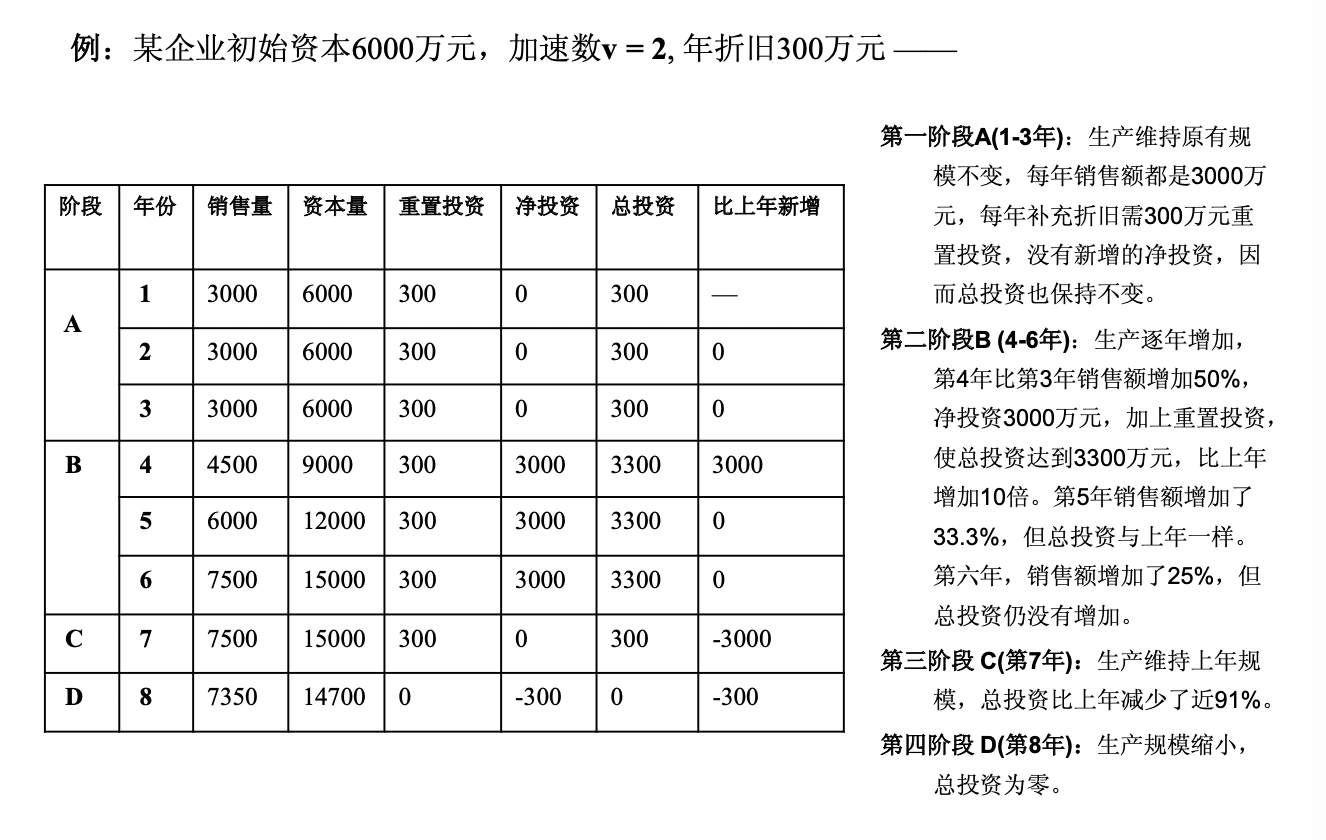 例：某企业初始资本6000万元，加速数v = 2, 年折旧300万元 ——
阶段 年份 销售量 资本量 重置投资 净投资 总投资 比上年新增
A
1 3000 6000 300 0 300 —
2 3000 6000 300 0 300 0
3 3000 6000 300 0 300 0
B 4 4500 9000 300 3000 3300 3000
5 6000 12000 300 3000 3300 0
6 7500 15000 300 3000 3300 0
C 7 7500 15000 300 0 300 -3000
D 8 7350 14700 0 -300 0 -300
第一阶段A(1-3年)：生产维持原有规
模不变，每年销售额都是3000万
元，每年补充折旧需300万元重
置投资，没有新增的净投资，因
而总投资也保持不变。
第二阶段B (4-6年)：生产逐年增加，
第4年比第3年销售额增加50%，
净投资3000万元，加上重置投资，
使总投资达到3300万元，比上年
增加10倍。第5年销售额增加了
33.3%，但总投资与上年一样。
第六年，销售额增加了25%，但
总投资仍没有增加。
第三阶段 C(第7年)：生产维持上年规
模，总投资比上年减少了近91%。
第四阶段 D(第8年)：生产规模缩小，
总投资为零。